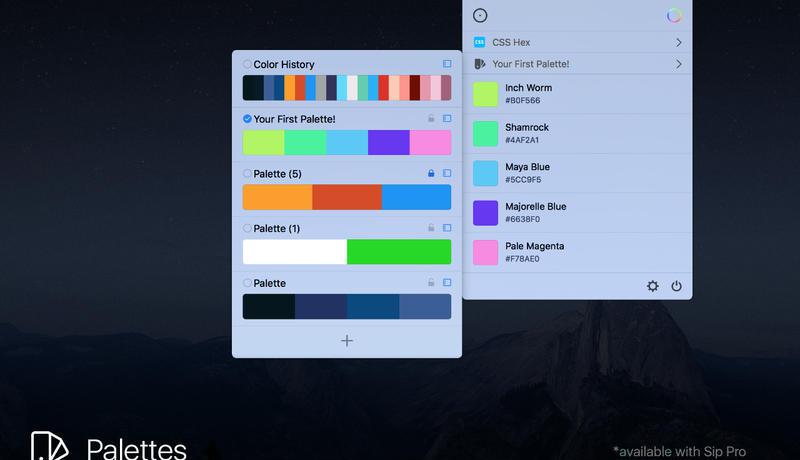 Color History
Your First Palette!
Palette (5)
Palette (1)
Palette
+
CSS
CSS Hex
Your First Palette!
Inch Worm
#B0F566
Shamrock
#4AF2A1
Maya Blue
#5CC9F5
Majorelle Blue
#6638F0
Pale Magenta
#F78AE0
Palettes
*available with Sip Pro